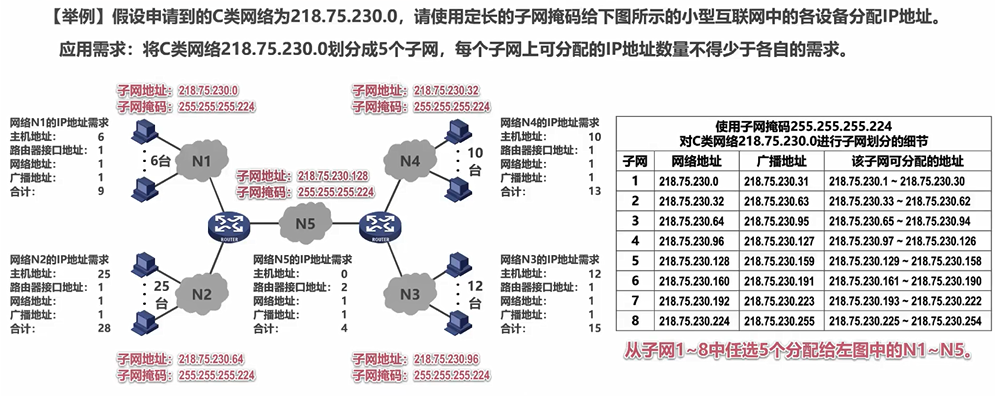 【举例】假设申请到的C类网络为218.75.230.0，请使用定长的子网掩码给下图所示的小型互联网中的各设备分配IP地址。
应用需求：将C类网络218.75.230.0划分成5个子网，每个子网上可分配的IP地址数量不得少于各自的需求。
子网地址：218.75.230.0
子网掩码：255.255.255.224
网络N1的IP地址需求
主机地址： 6
路由器接口地址： 1
网络地址： 1
广播地址： 1
合计： 9
6台
N1
子网地址：218.75.230.32
子网掩码：255.255.255.224
网络N4的IP地址需求
主机地址： 10
路由器接口地址： 1
网络地址： 1
广播地址： 1
合计： 13
N4
10
台
子网地址：218.75.230.128
子网掩码：255.255.255.224
ROUTER
N5
ROUTER
网络N2的IP地址需求
主机地址： 25
路由器接口地址： 1
网络地址： 1
广播地址： 1
合计： 28
25
台
N2
网络N5的IP地址需求
主机地址： 0
路由器接口地址： 2
网络地址： 1
广播地址： 1
合计： 4
N3
12
台
网络N3的IP地址需求
主机地址： 12
路由器接口地址： 1
网络地址： 1
广播地址： 1
合计： 15
子网地址：218.75.230.64
子网掩码：255.255.255.224
子网地址：218.75.230.96
子网掩码：255.255.255.224
使用子网掩码255.255.255.224
对C类网络218.75.230.0进行子网划分的细节
子网 网络地址 广播地址 该子网可分配的地址
1 218.75.230.0 218.75.230.31 218.75.230.1 ~ 218.75.230.30
2 218.75.230.32 218.75.230.63 218.75.230.33 ~ 218.75.230.62
3 218.75.230.64 218.75.230.95 218.75.230.65 ~ 218.75.230.94
4 218.75.230.96 218.75.230.127 218.75.230.97 ~ 218.75.230.126
5 218.75.230.128 218.75.230.159 218.75.230.129 ~ 218.75.230.158
6 218.75.230.160 218.75.230.191 218.75.230.161 ~ 218.75.230.190
7 218.75.230.192 218.75.230.223 218.75.230.193 ~ 218.75.230.222
8 218.75.230.224 218.75.230.255 218.75.230.225 ~ 218.75.230.254
从子网1~8中任选5个分配给左图中的N1~N5。